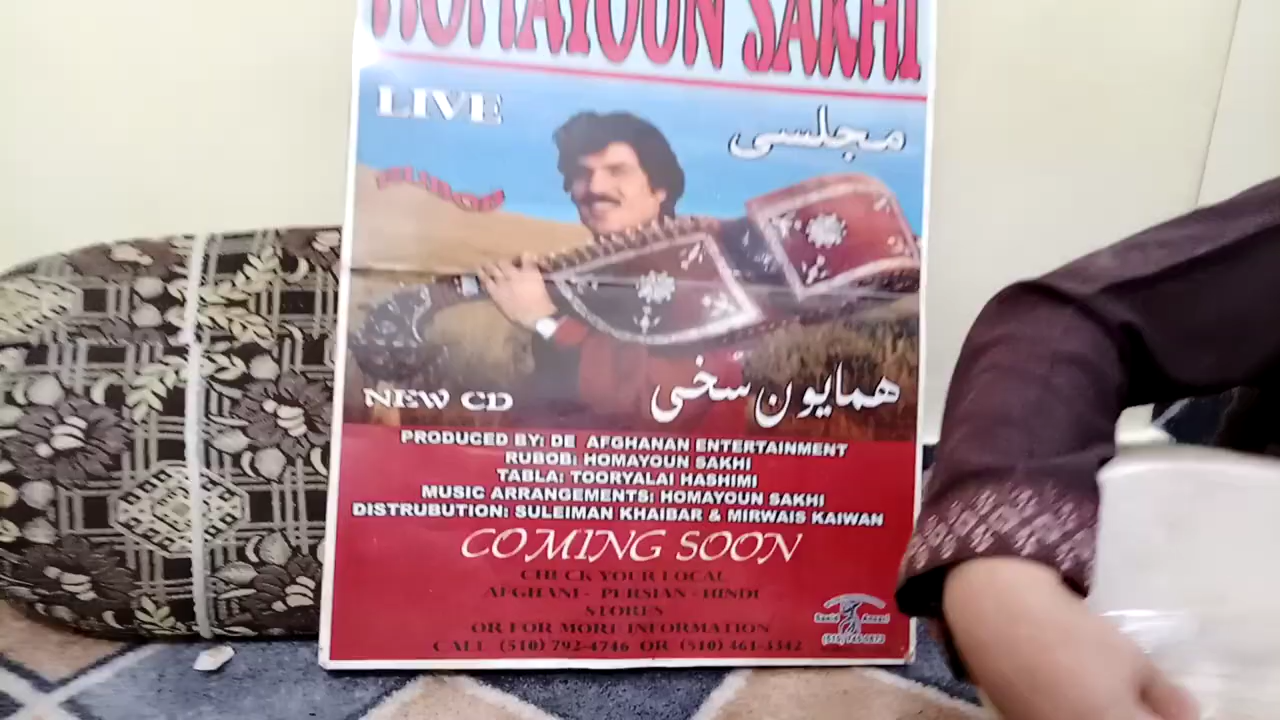 HOMAYOUN SAKHI
LIVE
مجلسی
RUBOB
NEW CD
همایون سخی
PRODUCED BY: DE AFGHANAN ENTERTAINMENT
RUBOB: HOMAYOUN SAKHI
TABLA: TOORYALAI HASHIMI
MUSIC ARRANGEMENTS: HOMAYOUN SAKHI
DISTRUBUTION: SULEIMAN KHAIBAR & MIRWAIS KAIWAN
COMING SOON
CHECK YOUR LOCAL
AFGHANI - PERSIAN - HINDI
STORES
OR FOR MORE INFORMATION
CALL (510) 792-4746 OR (510) 461-3342